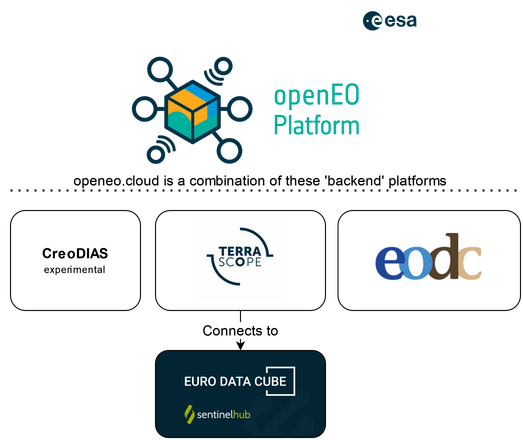 esa
openEO
Platform
openeo.cloud is a combination of these 'backend' platforms
CreoDIAS
experimental
TERRA
SCOPE
eodc
Connects to
EURO DATA CUBE
sentinelhub